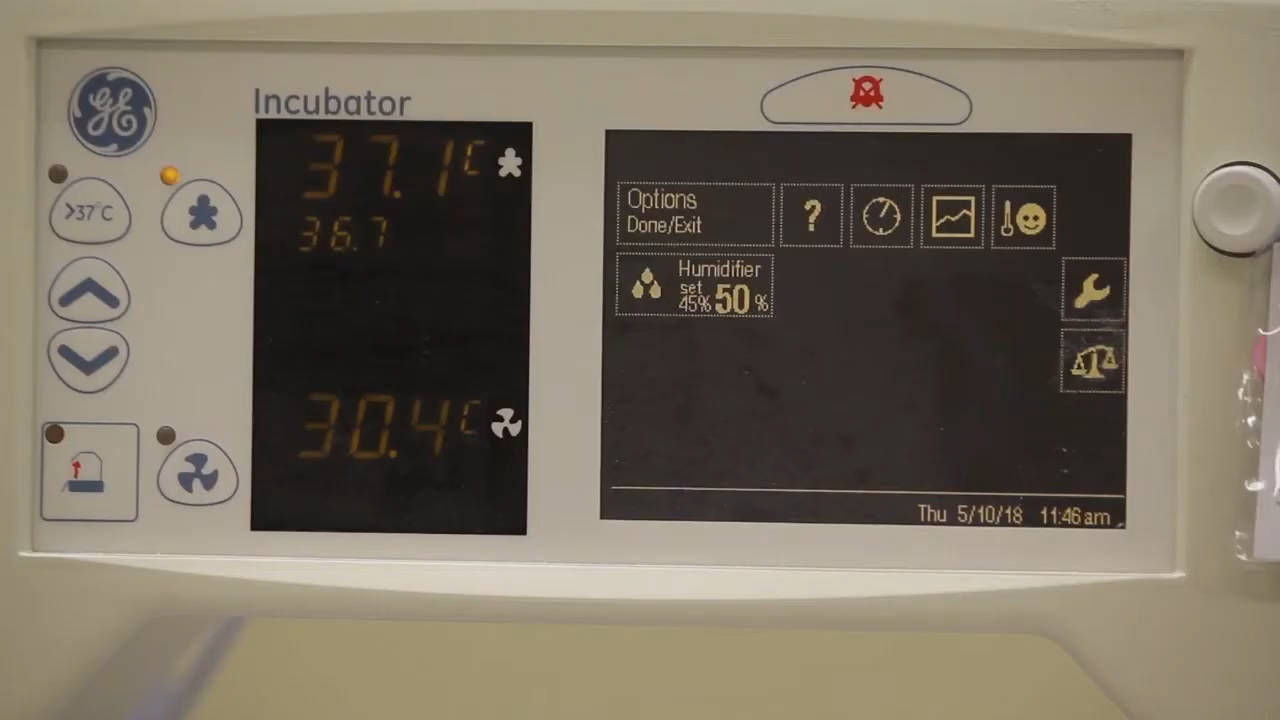 GE
Incubator
>37°C
37.1 C
36.7
30.4 C
Options
Done/Exit
?
Humidifier
set
45% 50 %
Thu 5/10/18 11:46 am